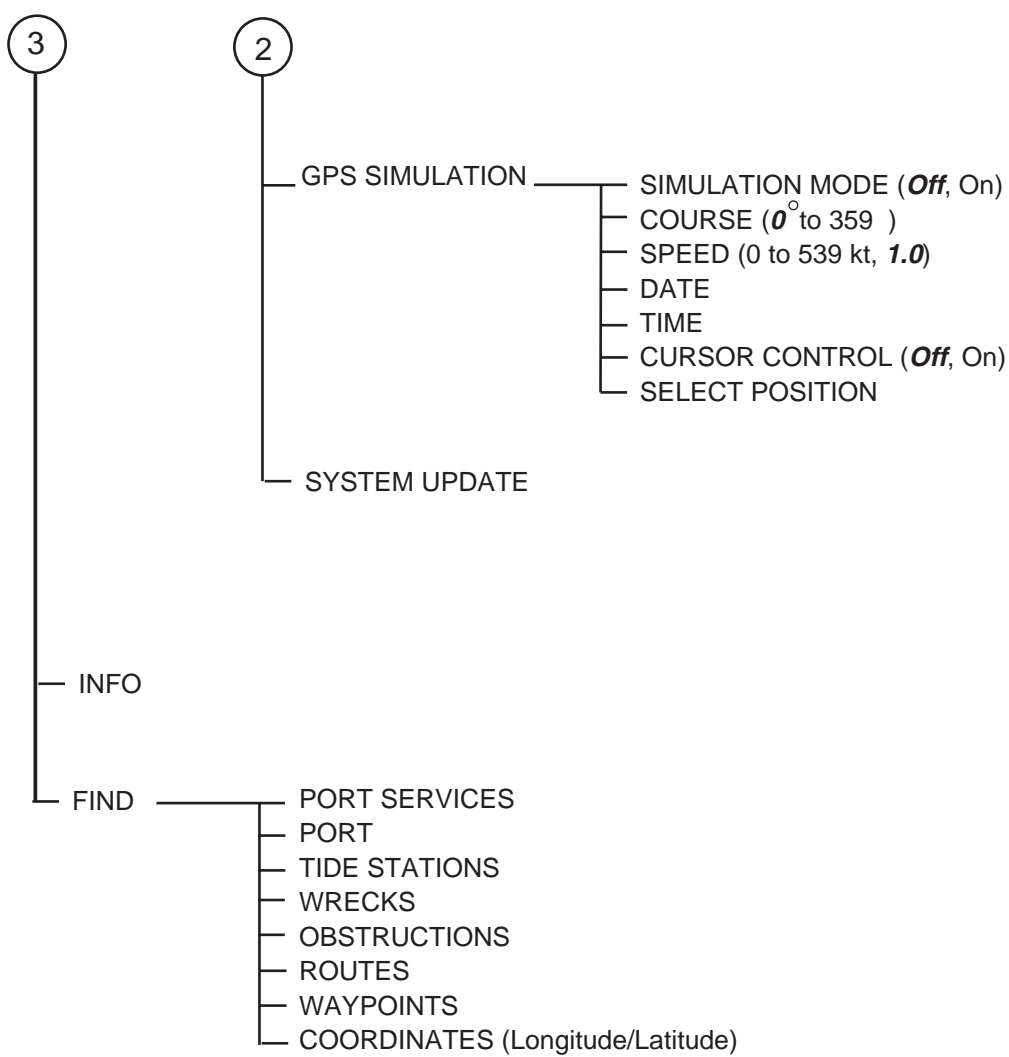 3
2
GPS SIMULATION
SIMULATION MODE (Off, On)
COURSE (0° to 359 )
SPEED (0 to 539 kt, 1.0)
DATE
TIME
CURSOR CONTROL (Off, On)
SELECT POSITION
SYSTEM UPDATE
INFO
FIND
PORT SERVICES
PORT
TIDE STATIONS
WRECKS
OBSTRUCTIONS
ROUTES
WAYPOINTS
COORDINATES (Longitude/Latitude)